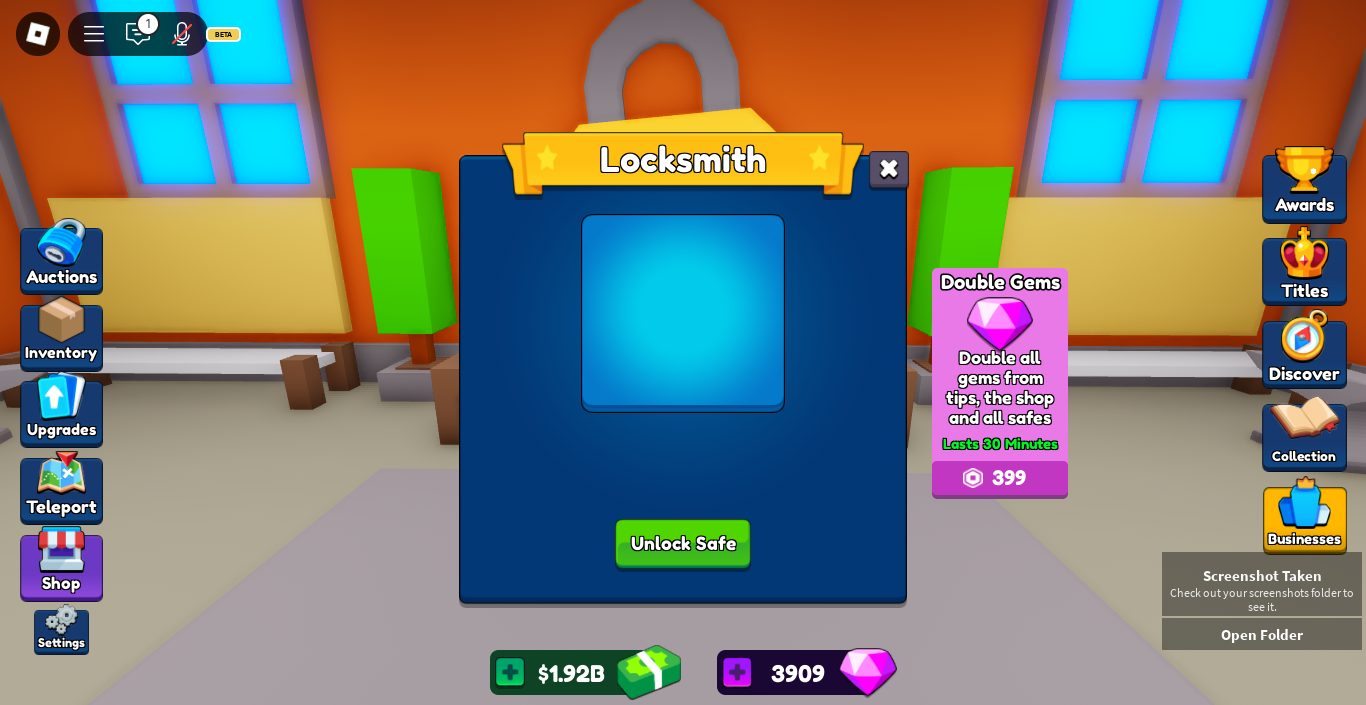 1
BETA
Locksmith
Auctions
Inventory
Upgrades
Teleport
Shop
Settings
Double Gems
Double all
gems from
tips, the shop
and all safes
Lasts 30 Minutes
399
Unlock Safe
Awards
Titles
Discover
Collection
Businesses
Screenshot Taken
Check out your screenshots folder to
see it.
Open Folder
$1.92B
3909